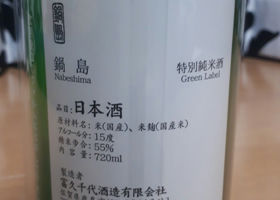 鍋島
Nabeshima
特別純米酒
Green Label
品目:日本酒
原材料名:米(国産)、米麹(国産米)
アルコール分:15度
精米歩合:55%
内容量:720ml
製造者
富久千代酒造有限会社